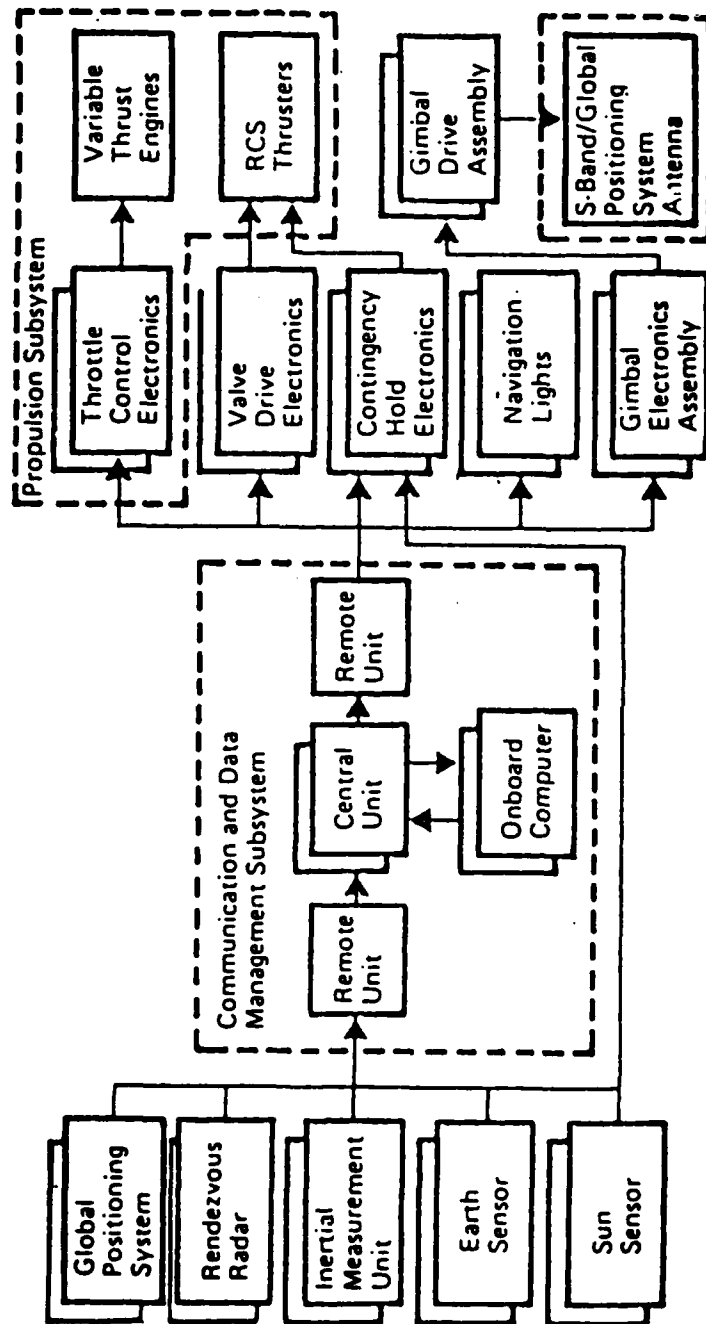 Global
Positioning
System
Rendezvous
Radar
Inertial
Measurement
Unit
Earth
Sensor
Sun
Sensor
Communication and Data
Management Subsystem
Remote
Unit
Central
Unit
Remote
Unit
Onboard
Computer
Propulsion Subsystem
Throttle
Control
Electronics
Valve
Drive
Electronics
Contingency
Hold
Electronics
Navigation
Lights
Gimbal
Electronics
Assembly
Variable
Thrust
Engines
RCS
Thrusters
Gimbal
Drive
Assembly
S-Band/Global
Positioning
System
Antenna